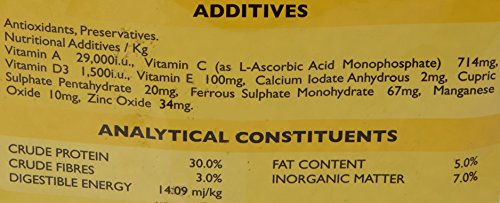 ADDITIVES
Antioxidants, Preservatives.
Nutritional Additives / Kg
Vitamin A 29,000i.u., Vitamin C (as L-Ascorbic Acid Monophosphate) 714mg,
Vitamin D3 1,500i.u., Vitamin E 100mg, Calcium Iodate Anhydrous 2mg, Cupric
Sulphate Pentahydrate 20mg, Ferrous Sulphate Monohydrate 67mg, Manganese
Oxide 10mg, Zinc Oxide 34mg.
ANALYTICAL CONSTITUENTS
CRUDE PROTEIN 30.0% FAT CONTENT 5.0%
CRUDE FIBRES 3.0% INORGANIC MATTER 7.0%
DIGESTIBLE ENERGY 14.09 mj/kg